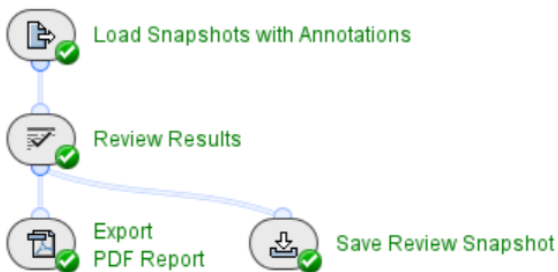 Load Snapshots with Annotations
Review Results
Export
PDF Report
Save Review Snapshot